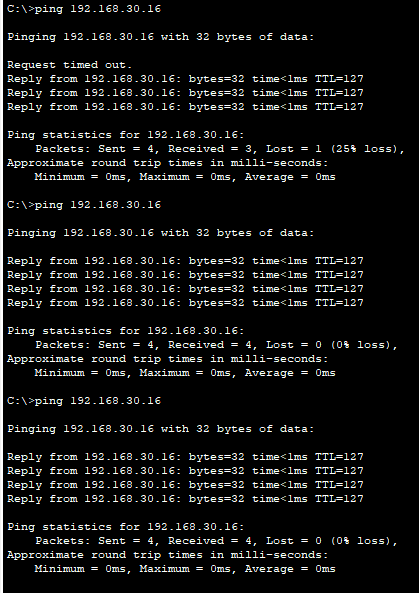 C:\>ping 192.168.30.16
Pinging 192.168.30.16 with 32 bytes of data:
Request timed out.
Reply from 192.168.30.16: bytes=32 time<1ms TTL=127
Reply from 192.168.30.16: bytes=32 time<1ms TTL=127
Reply from 192.168.30.16: bytes=32 time<1ms TTL=127
Ping statistics for 192.168.30.16:
    Packets: Sent = 4, Received = 3, Lost = 1 (25% loss),
Approximate round trip times in milli-seconds:
    Minimum = 0ms, Maximum = 0ms, Average = 0ms
C:\>ping 192.168.30.16
Pinging 192.168.30.16 with 32 bytes of data:
Reply from 192.168.30.16: bytes=32 time<1ms TTL=127
Reply from 192.168.30.16: bytes=32 time<1ms TTL=127
Reply from 192.168.30.16: bytes=32 time<1ms TTL=127
Reply from 192.168.30.16: bytes=32 time<1ms TTL=127
Ping statistics for 192.168.30.16:
    Packets: Sent = 4, Received = 4, Lost = 0 (0% loss),
Approximate round trip times in milli-seconds:
    Minimum = 0ms, Maximum = 0ms, Average = 0ms
C:\>ping 192.168.30.16
Pinging 192.168.30.16 with 32 bytes of data:
Reply from 192.168.30.16: bytes=32 time<1ms TTL=127
Reply from 192.168.30.16: bytes=32 time<1ms TTL=127
Reply from 192.168.30.16: bytes=32 time<1ms TTL=127
Reply from 192.168.30.16: bytes=32 time<1ms TTL=127
Ping statistics for 192.168.30.16:
    Packets: Sent = 4, Received = 4, Lost = 0 (0% loss),
Approximate round trip times in milli-seconds:
    Minimum = 0ms, Maximum = 0ms, Average = 0ms